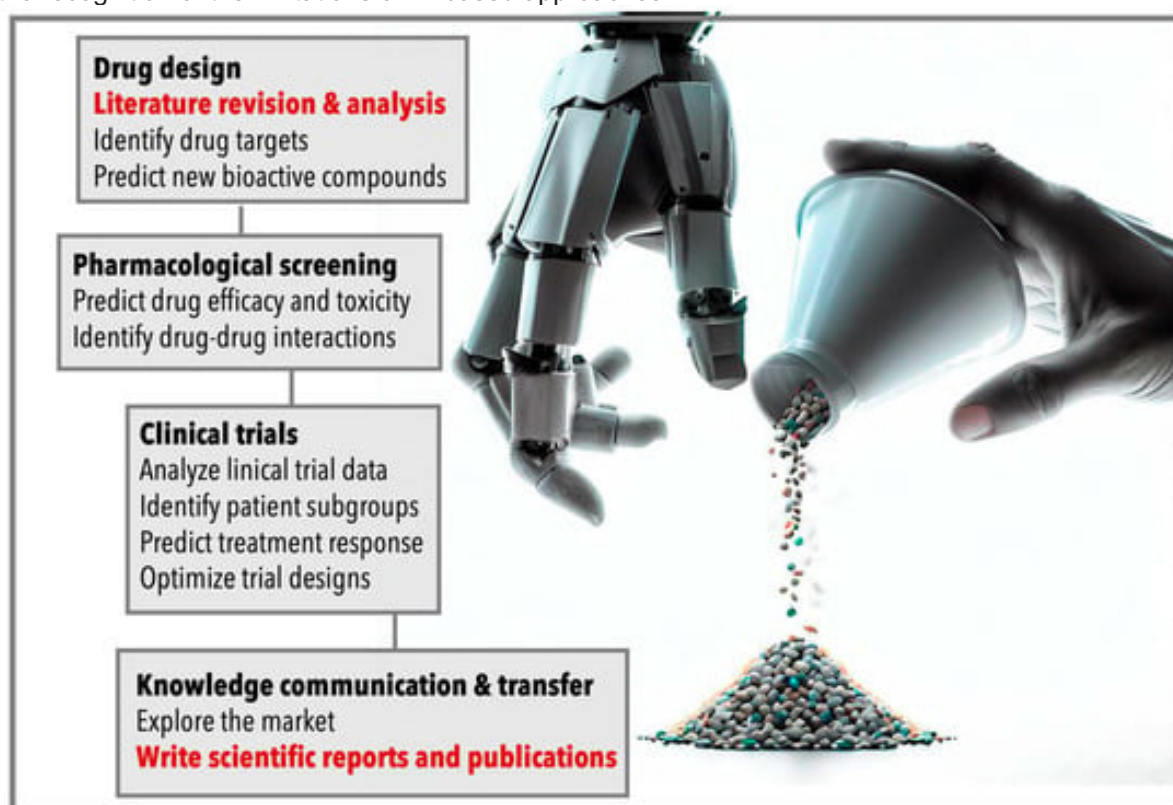 Drug design
Literature revision & analysis
Identify drug targets
Predict new bioactive compounds
Pharmacological screening
Predict drug efficacy and toxicity
Identify drug-drug interactions
Clinical trials
Analyze linical trial data
Identify patient subgroups
Predict treatment response
Optimize trial designs
Knowledge communication & transfer
Explore the market
Write scientific reports and publications